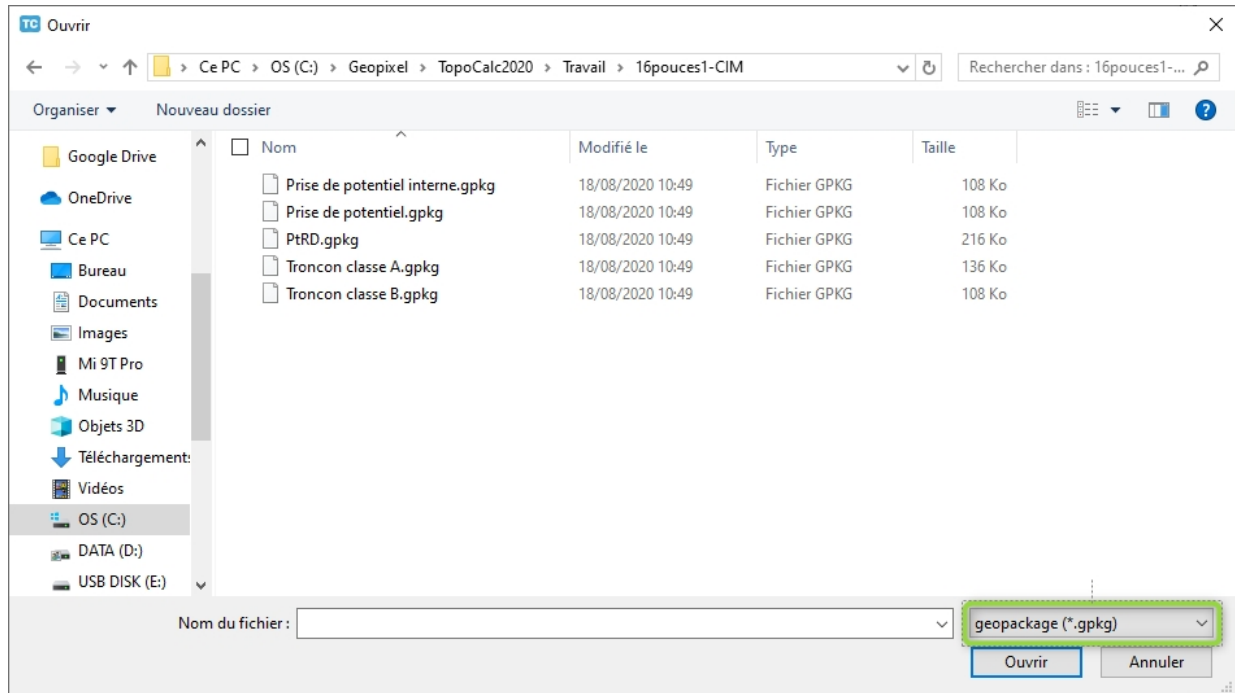 TC Ouvrir
Ce PC > OS (C:) > Geopixel > TopoCalc2020 > Travail > 16pouces1-CIM
Rechercher dans : 16pouces1-...
Organiser Nouveau dossier ?
Nom Modifié le Type Taille
Google Drive
OneDrive
Ce PC
Bureau
Documents
Images
Mi 9T Pro
Musique
Objets 3D
Téléchargements
Vidéos
OS (C:)
DATA (D:)
USB DISK (E:)
Prise de potentiel interne.gpkg 18/08/2020 10:49 Fichier GPKG 108 Ko
Prise de potentiel.gpkg 18/08/2020 10:49 Fichier GPKG 108 Ko
PtRD.gpkg 18/08/2020 10:49 Fichier GPKG 216 Ko
Troncon classe A.gpkg 18/08/2020 10:49 Fichier GPKG 136 Ko
Troncon classe B.gpkg 18/08/2020 10:49 Fichier GPKG 108 Ko
Nom du fichier :
geopackage (*.gpkg)
Ouvrir Annuler